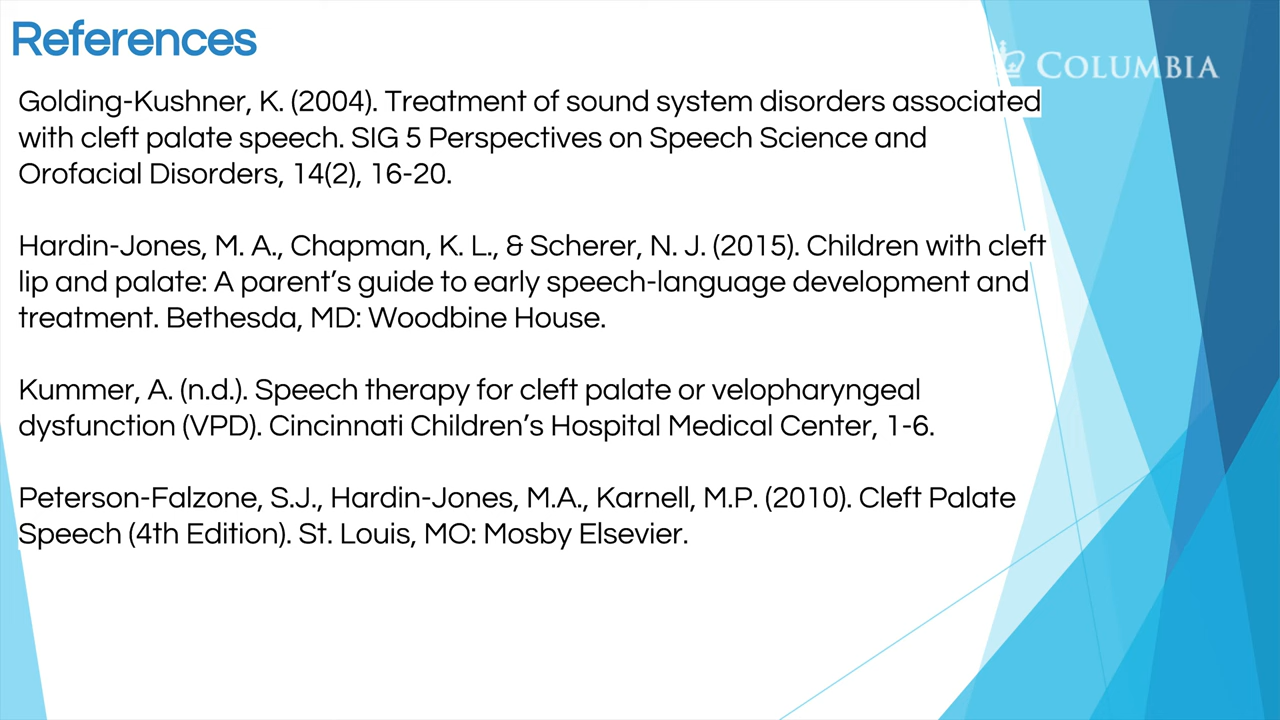 References
COLUMBIA
Golding-Kushner, K. (2004). Treatment of sound system disorders associated
with cleft palate speech. SIG 5 Perspectives on Speech Science and
Orofacial Disorders, 14(2), 16-20.
Hardin-Jones, M. A., Chapman, K. L., & Scherer, N. J. (2015). Children with cleft
lip and palate: A parent’s guide to early speech-language development and
treatment. Bethesda, MD: Woodbine House.
Kummer, A. (n.d.). Speech therapy for cleft palate or velopharyngeal
dysfunction (VPD). Cincinnati Children’s Hospital Medical Center, 1-6.
Peterson-Falzone, S.J., Hardin-Jones, M.A., Karnell, M.P. (2010). Cleft Palate
Speech (4th Edition). St. Louis, MO: Mosby Elsevier.